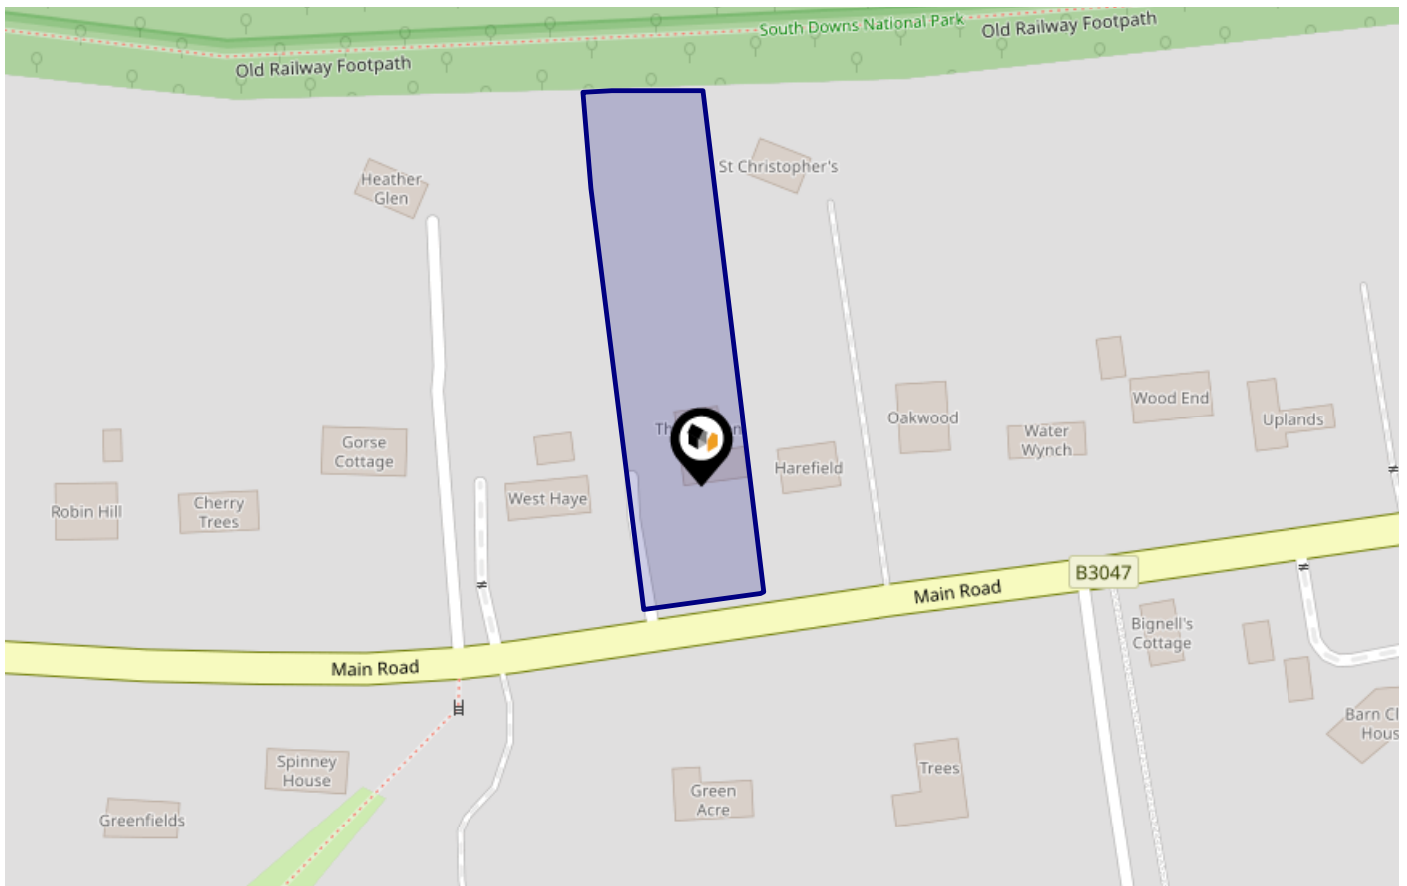 South Downs National Park
Old Railway Footpath
Old Railway Footpath
St Christopher's
Heather
Glen
Oakwood
Wood End
Uplands
Water
Wynch
Gorse
Cottage
Harefield
West Haye
Cherry
Trees
Robin Hill
B3047
Main Road
Bignell's
Cottage
Main Road
Barn Cl
Hous
Spinney
House
Trees
Green
Acre
Greenfields